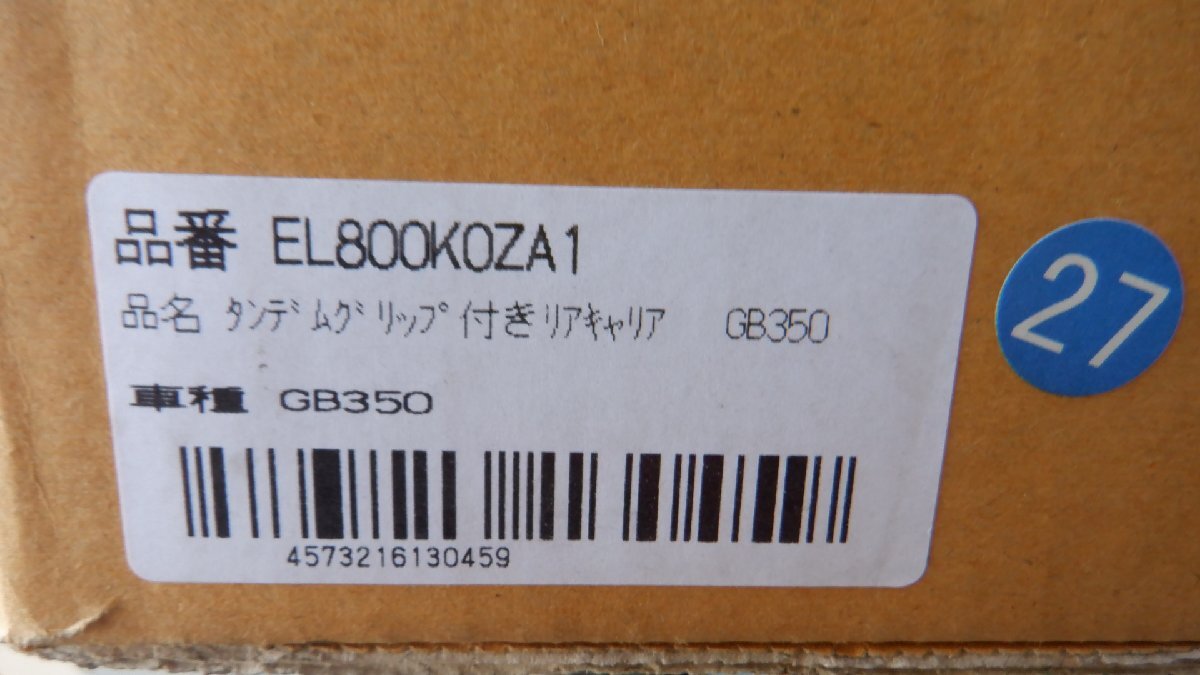 品番 EL800K0ZA1
品名 ﾀﾝﾃﾞﾑｸﾞﾘｯﾌﾟ付きﾘｱｷｬﾘｱ GB350
車種 GB350
4573216130459
27